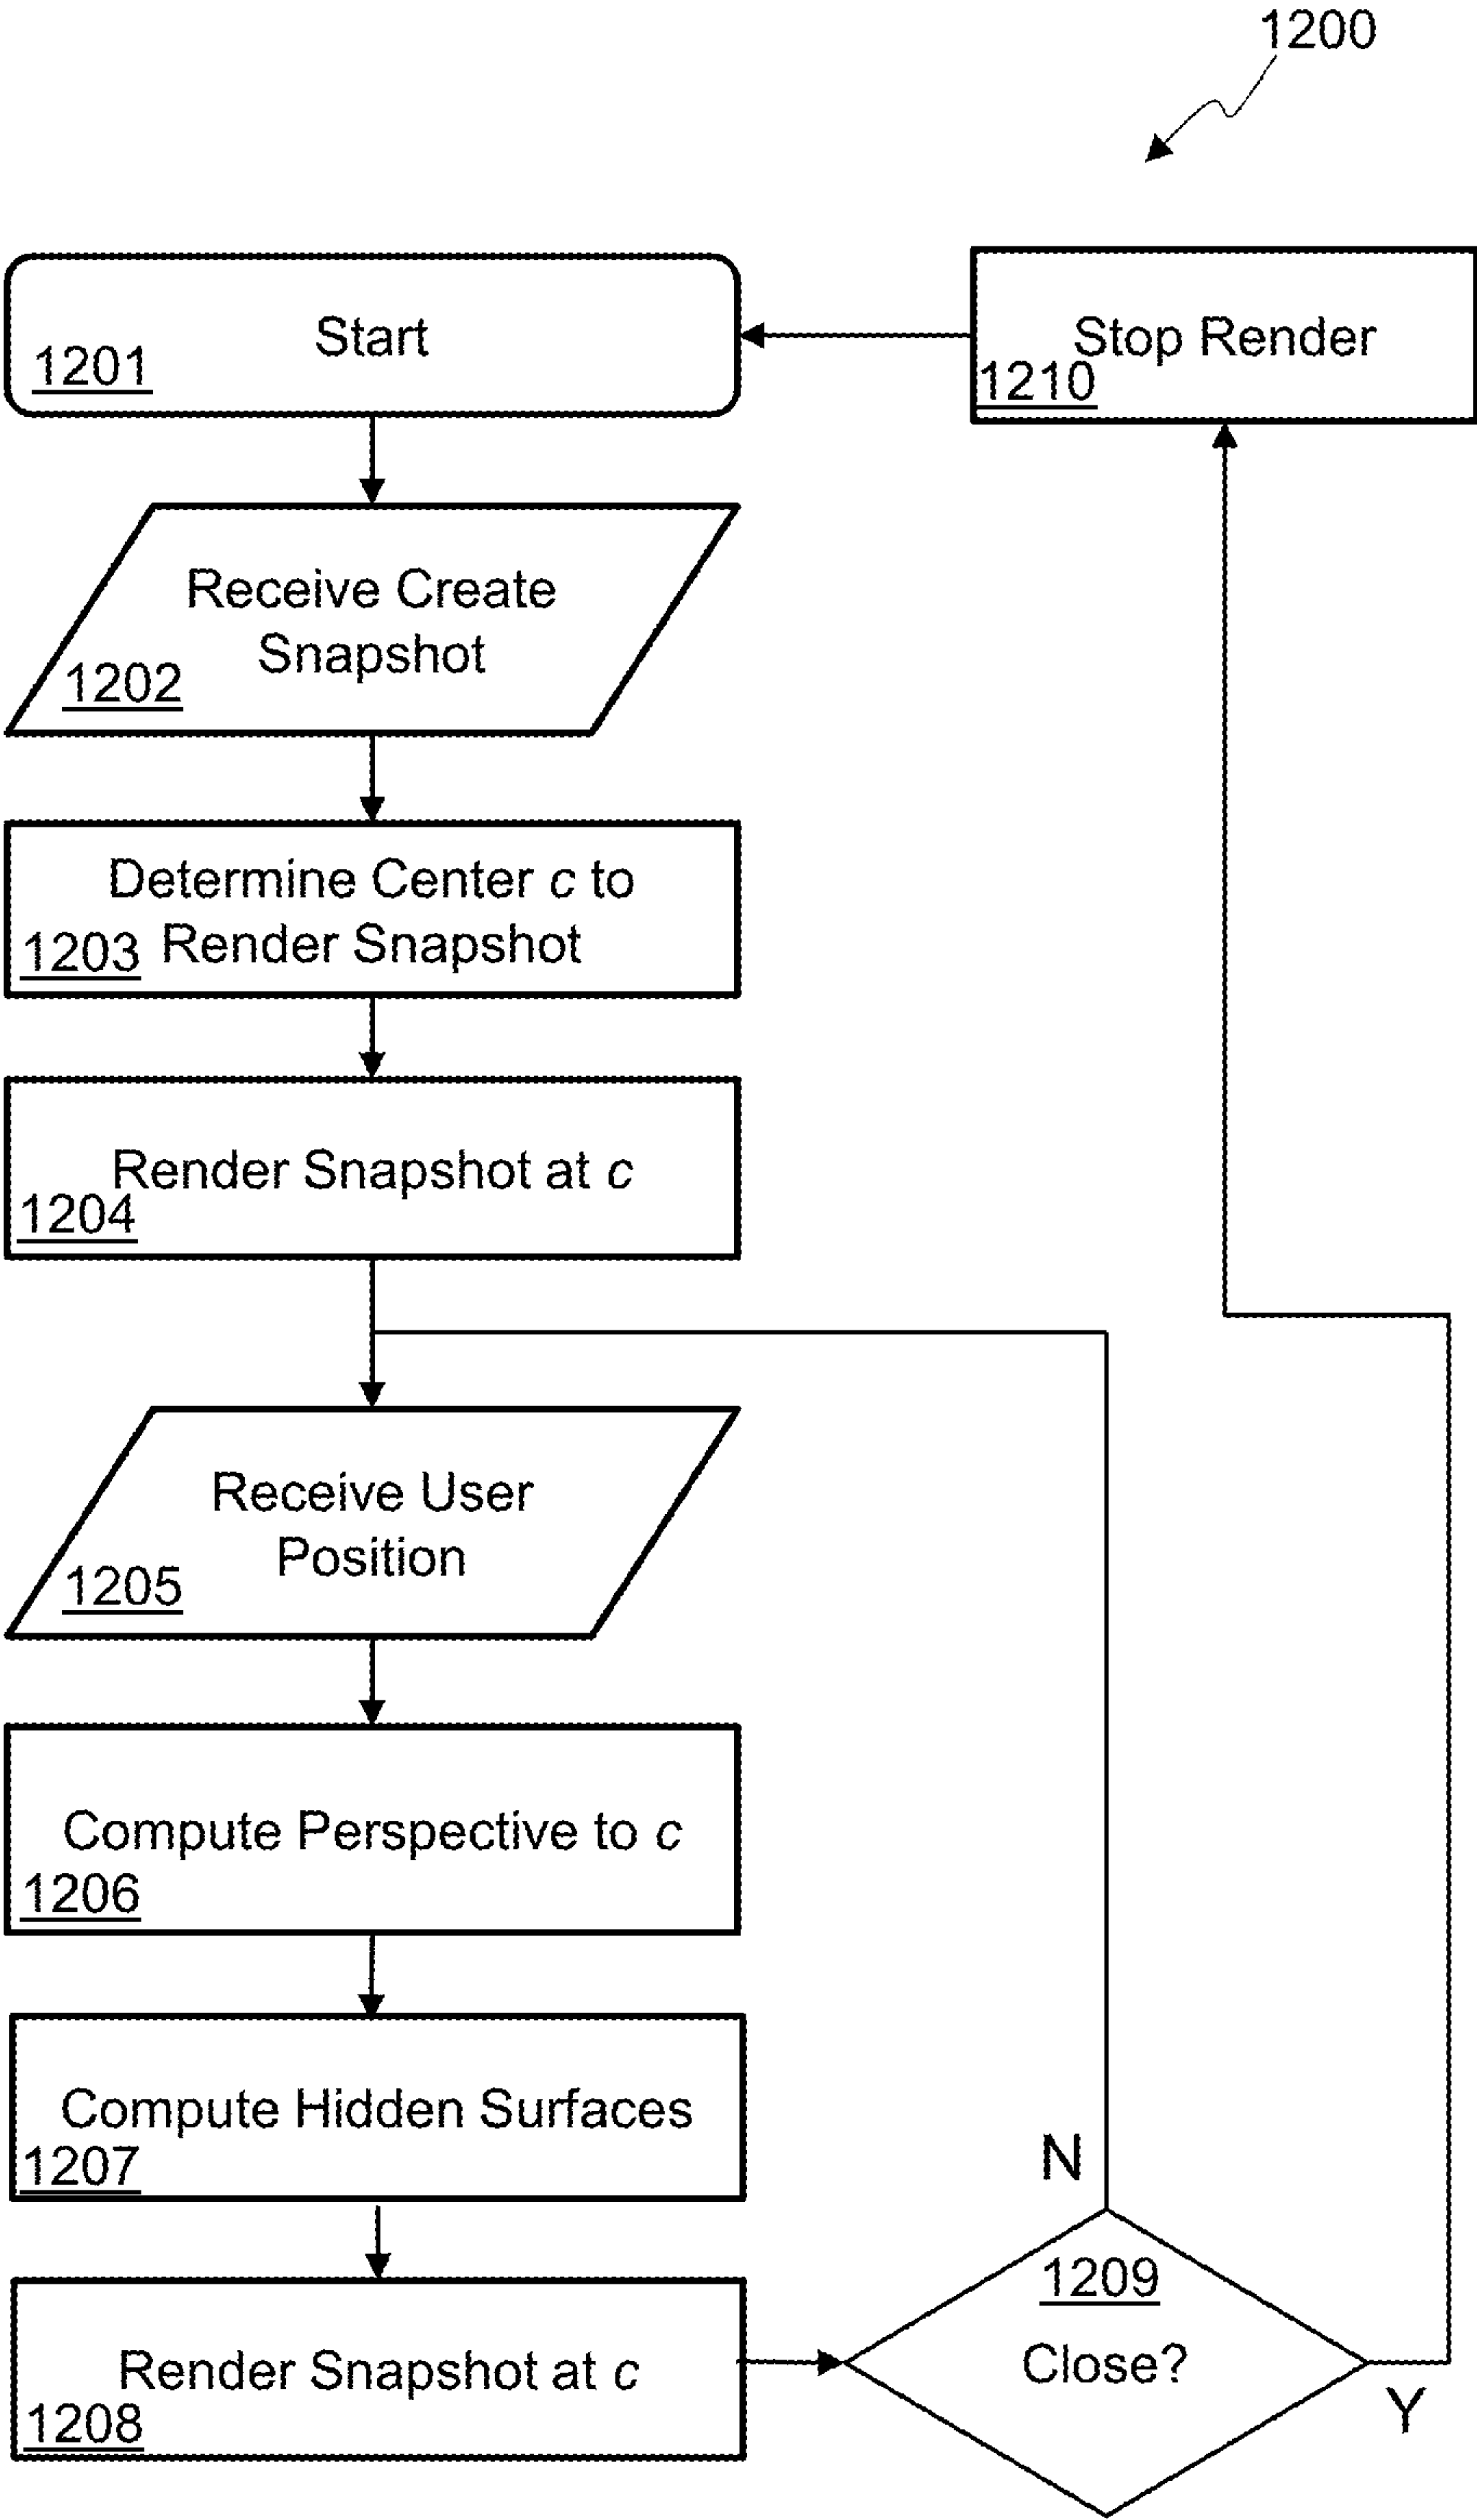 1200
Start
1201
Stop Render
1210
Receive Create
Snapshot
1202
Determine Center c to
1203 Render Snapshot
Render Snapshot at c
1204
Receive User
Position
1205
Compute Perspective to c
1206
Compute Hidden Surfaces
1207
N
1209
Close?
Y
Render Snapshot at c
1208